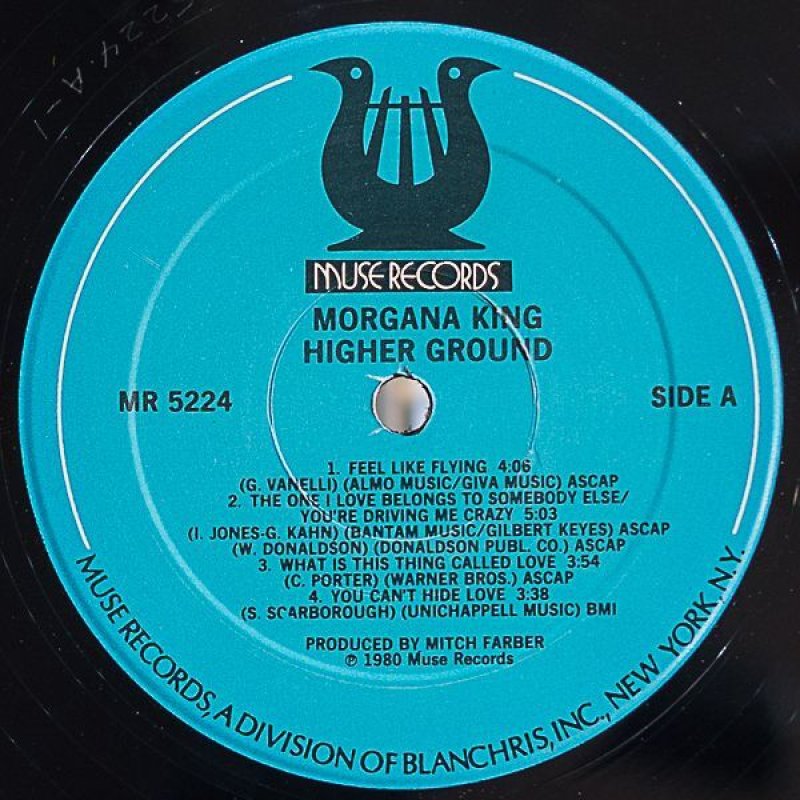 MUSE RECORDS
MORGANA KING
HIGHER GROUND
MR 5224
SIDE A
1. FEEL LIKE FLYING 4:06
(G. VANELLI) (ALMO MUSIC/GIVA MUSIC) ASCAP
2. THE ONE I LOVE BELONGS TO SOMEBODY ELSE/
YOU'RE DRIVING ME CRAZY 5:03
(I. JONES-G. KAHN) (BANTAM MUSIC/GILBERT KEYES) ASCAP
(W. DONALDSON) (DONALDSON PUBL. CO.) ASCAP
3. WHAT IS THIS THING CALLED LOVE 3:54
(C. PORTER) (WARNER BROS.) ASCAP
4. YOU CAN'T HIDE LOVE 3:38
(S. SCARBOROUGH) (UNICHAPPELL MUSIC) BMI
PRODUCED BY MITCH FARBER
℗ 1980 Muse Records
MUSE RECORDS, A DIVISION OF BLANCHRIS, INC., NEW YORK, N.Y.